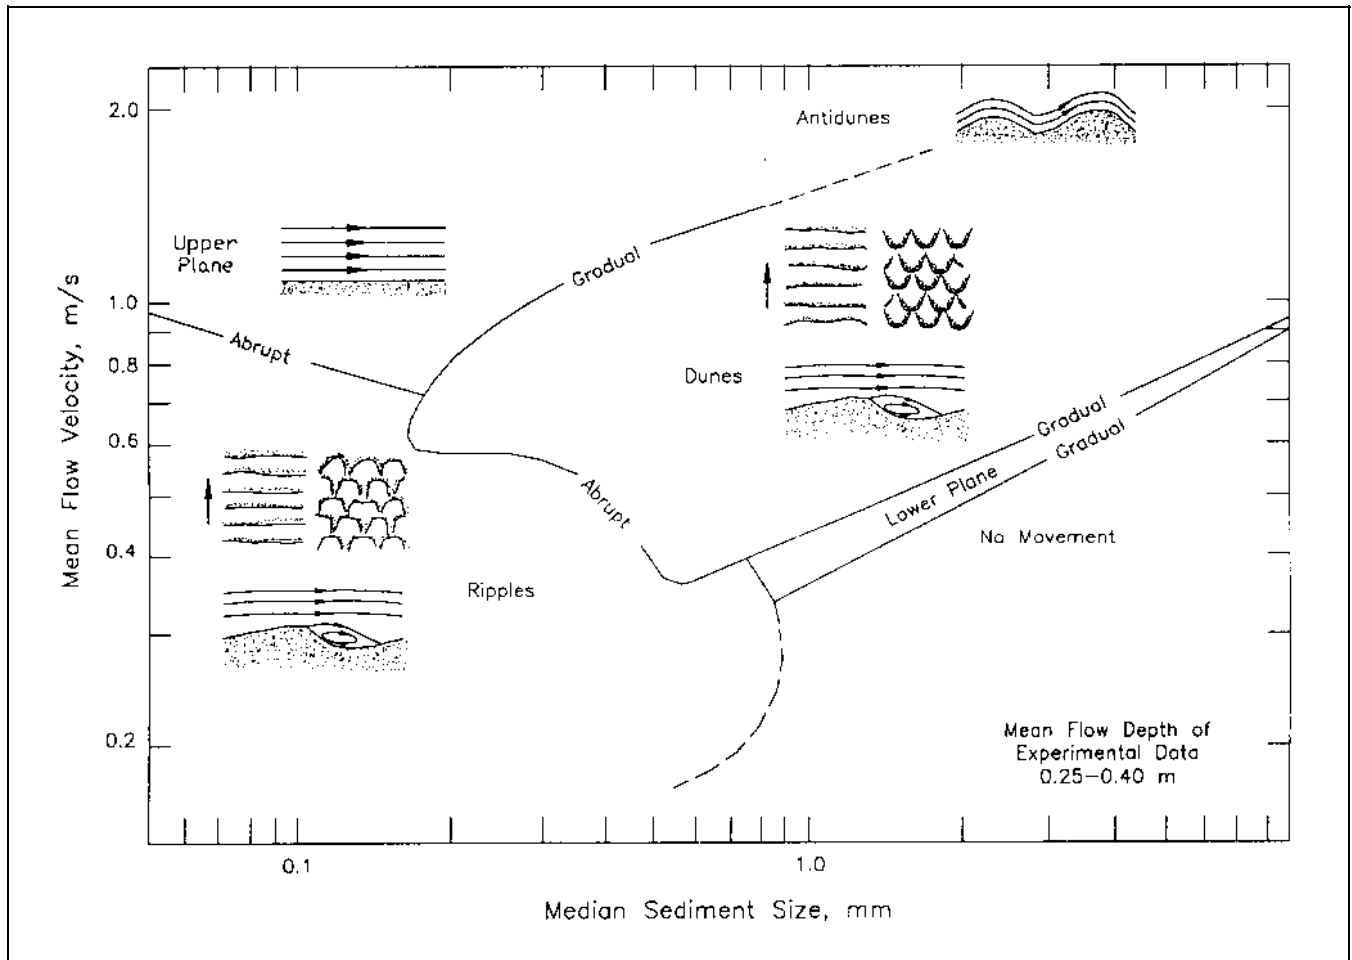 2.0
Antidunes
Upper
Plane
Gradual
1.0
Abrupt
0.8
Dunes
Gradual
Gradual
0.6
Abrupt
Lower Plane
Mean Flow Velocity, m/s
0.4
No Movement
Ripples
0.2
Mean Flow Depth of
Experimental Data
0.25–0.40 m
0.1
1.0
Median Sediment Size, mm